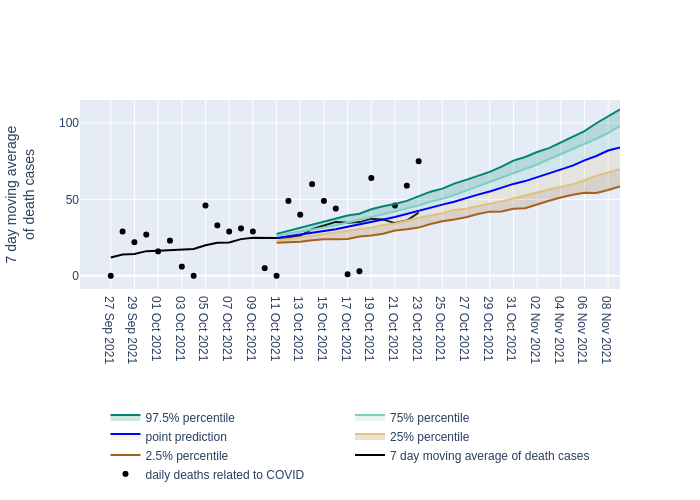 7 day moving average
of death cases
100
50
0
27 Sep 2021
29 Sep 2021
01 Oct 2021
03 Oct 2021
05 Oct 2021
07 Oct 2021
09 Oct 2021
11 Oct 2021
13 Oct 2021
15 Oct 2021
17 Oct 2021
19 Oct 2021
21 Oct 2021
23 Oct 2021
25 Oct 2021
27 Oct 2021
29 Oct 2021
31 Oct 2021
02 Nov 2021
04 Nov 2021
06 Nov 2021
08 Nov 2021
97.5% percentile
75% percentile
point prediction
25% percentile
2.5% percentile
7 day moving average of death cases
daily deaths related to COVID